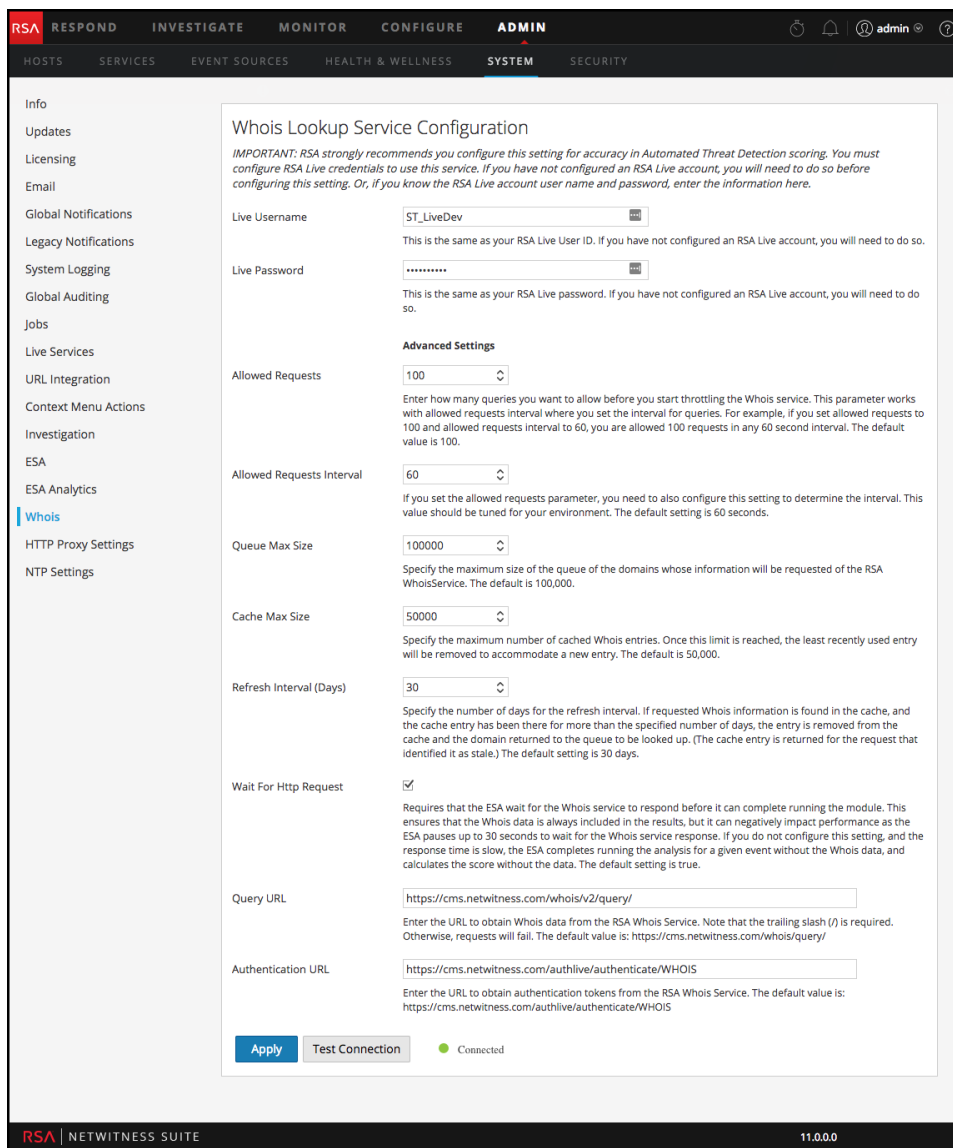 RSA RESPOND INVESTIGATE MONITOR CONFIGURE ADMIN admin ?
HOSTS SERVICES EVENT SOURCES HEALTH & WELLNESS SYSTEM SECURITY
Info
Updates
Licensing
Email
Global Notifications
Legacy Notifications
System Logging
Global Auditing
Jobs
Live Services
URL Integration
Context Menu Actions
Investigation
ESA
ESA Analytics
Whois
HTTP Proxy Settings
NTP Settings
Whois Lookup Service Configuration
IMPORTANT: RSA strongly recommends you configure this setting for accuracy in Automated Threat Detection scoring. You must
configure RSA Live credentials to use this service. If you have not configured an RSA Live account, you will need to do so before
configuring this setting. Or, if you know the RSA Live account user name and password, enter the information here.
Live Username ST_LiveDev
This is the same as your RSA Live User ID. If you have not configured an RSA Live account, you will need to do so.
Live Password ••••••••••
This is the same as your RSA Live password. If you have not configured an RSA Live account, you will need to do
so.
Advanced Settings
Allowed Requests 100
Enter how many queries you want to allow before you start throttling the Whois service. This parameter works
with allowed requests interval where you set the interval for queries. For example, if you set allowed requests to
100 and allowed requests interval to 60, you are allowed 100 requests in any 60 second interval. The default
value is 100.
Allowed Requests Interval 60
If you set the allowed requests parameter, you need to also configure this setting to determine the interval. This
value should be tuned for your environment. The default setting is 60 seconds.
Queue Max Size 100000
Specify the maximum size of the queue of the domains whose information will be requested of the RSA
WhoisService. The default is 100,000.
Cache Max Size 50000
Specify the maximum number of cached Whois entries. Once this limit is reached, the least recently used entry
will be removed to accommodate a new entry. The default is 50,000.
Refresh Interval (Days) 30
Specify the number of days for the refresh interval. If requested Whois information is found in the cache, and
the cache entry has been there for more than the specified number of days, the entry is removed from the
cache and the domain returned to the queue to be looked up. (The cache entry is returned for the request that
identified it as stale.) The default setting is 30 days.
Wait For Http Request
Requires that the ESA wait for the Whois service to respond before it can complete running the module. This
ensures that the Whois data is always included in the results, but it can negatively impact performance as the
ESA pauses up to 30 seconds to wait for the Whois service response. If you do not configure this setting, and the
response time is slow, the ESA completes running the analysis for a given event without the Whois data, and
calculates the score without the data. The default setting is true.
Query URL https://cms.netwitness.com/whois/v2/query/
Enter the URL to obtain Whois data from the RSA Whois Service. Note that the trailing slash (/) is required.
Otherwise, requests will fail. The default value is: https://cms.netwitness.com/whois/query/
Authentication URL https://cms.netwitness.com/authlive/authenticate/WHOIS
Enter the URL to obtain authentication tokens from the RSA Whois Service. The default value is:
https://cms.netwitness.com/authlive/authenticate/WHOIS
Apply Test Connection Connected
RSA NETWITNESS SUITE 11.0.0.0